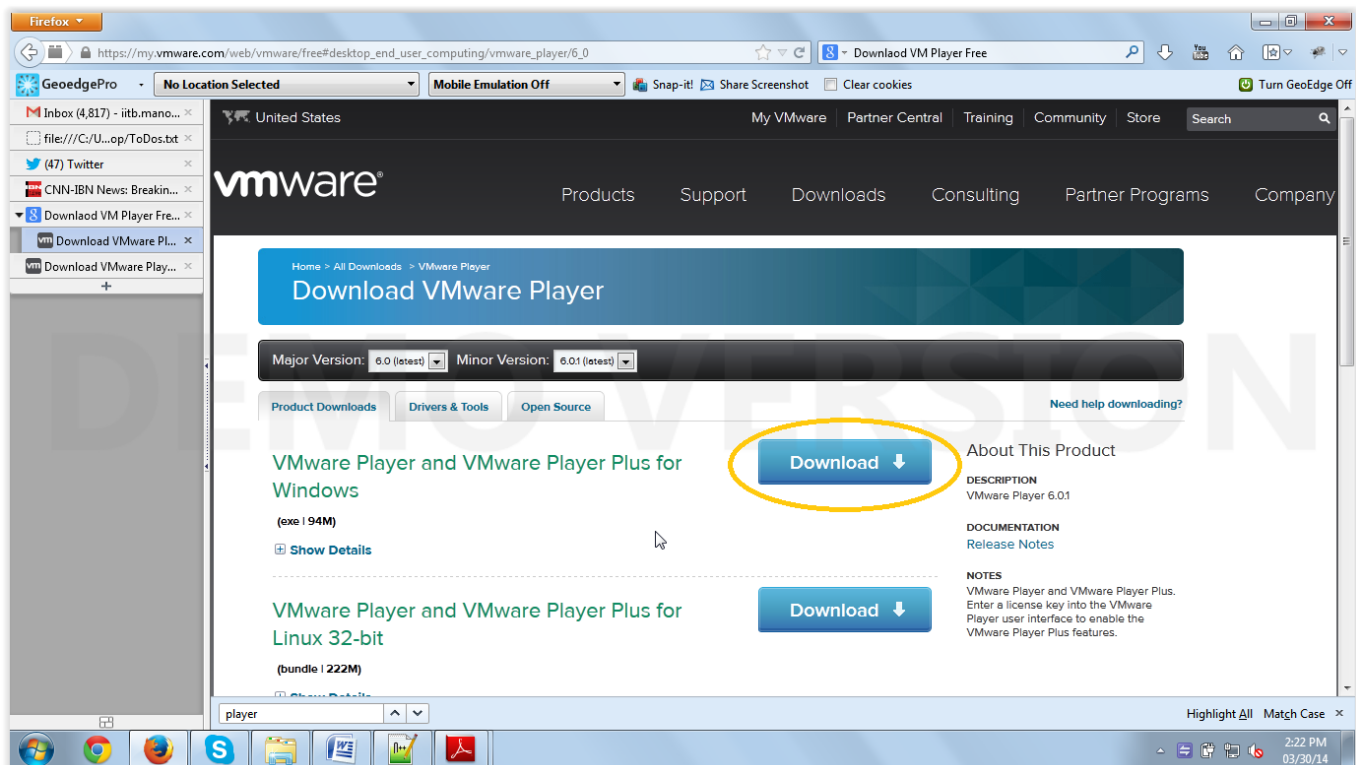 Firefox
https://my.vmware.com/web/vmware/free#desktop_end_user_computing/vmware_player/6_0
Downlaod VM Player Free
You Tube
GeoedgePro
No Location Selected
Mobile Emulation Off
Snap-it!
Share Screenshot
Clear cookies
Turn GeoEdge Off
Inbox (4,817) - iitb.mano...
file:///C:/U...op/ToDos.txt
(47) Twitter
CNN-IBN News: Breakin...
Downlaod VM Player Fre...
Download VMware Pl...
Download VMware Play...
United States
My VMware Partner Central Training Community Store Search
vmware®
Products Support Downloads Consulting Partner Programs Company
Home > All Downloads > VMware Player
Download VMware Player
DEMO VERSION
Major Version: 6.0 (latest) Minor Version: 6.0.1 (latest)
Product Downloads Drivers & Tools Open Source
Need help downloading?
VMware Player and VMware Player Plus for
Windows
(exe | 94M)
Show Details
Download
VMware Player and VMware Player Plus for
Linux 32-bit
(bundle | 222M)
Show Details
Download
About This Product
DESCRIPTION
VMware Player 6.0.1
DOCUMENTATION
Release Notes
NOTES
VMware Player and VMware Player Plus.
Enter a license key into the VMware
Player user interface to enable the
VMware Player Plus features.
player
Highlight All Match Case
2:22 PM
03/30/14